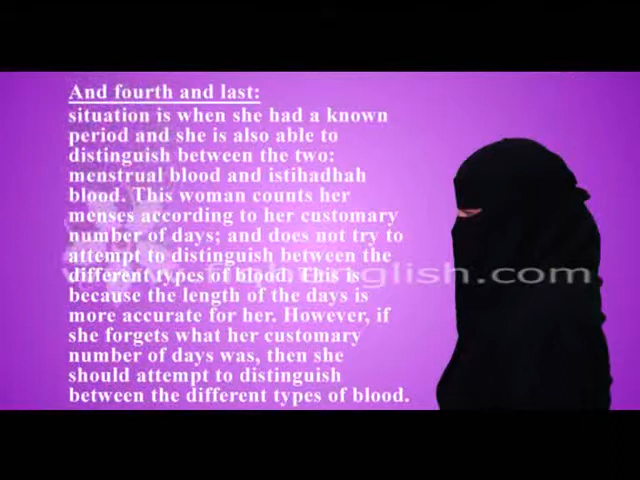 And fourth and last:
situation is when she had a known
period and she is also able to
distinguish between the two:
menstrual blood and istihadhah
blood. This woman counts her
menses according to her customary
number of days; and does not try to
attempt to distinguish between the
different types of blood. This is
because the length of the days is
more accurate for her. However, if
she forgets what her customary
number of days was, then she
should attempt to distinguish
between the different types of blood.